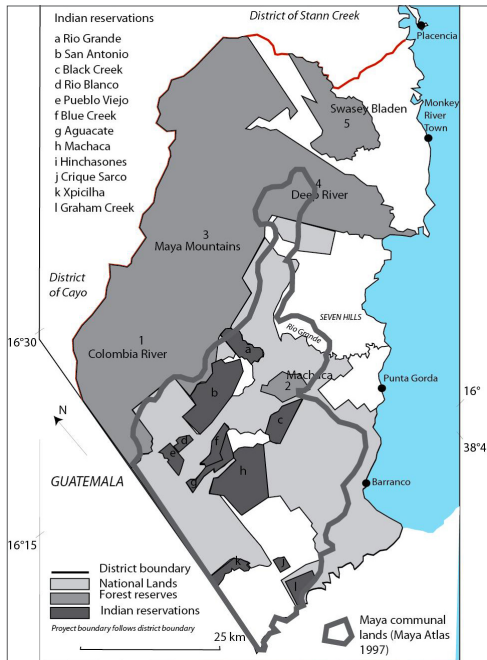 Indian reservations
a Rio Grande
b San Antonio
c Black Creek
d Rio Blanco
e Pueblo Viejo
f Blue Creek
g Aguacate
h Machaca
i Hinchasones
j Crique Sarco
k Xpicilha
l Graham Creek
District of Stann Creek
Placencia
Swasey Bladen
5
Monkey
River
Town
4
Deep River
3
Maya Mountains
District
of Cayo
SEVEN HILLS
Rio Grande
16°30
1
Colombia River
a
Machaca
2
Punta Gorda
16°
b
c
N
d
e
f
38°4
g
h
GUATEMALA
Barranco
16°15
k
j
l
District boundary
National Lands
Forest reserves
Indian reservations
Proyect boundary follows district boundary
25 km
Maya communal
lands (Maya Atlas
1997)